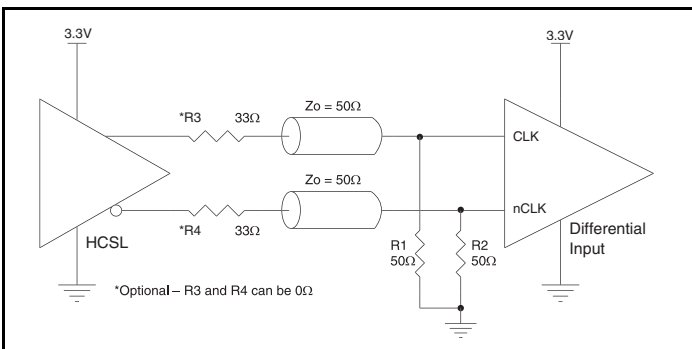 3.3V
3.3V
*R3 33Ω
Zo = 50Ω
CLK
Zo = 50Ω
nCLK
*R4 33Ω
HCSL
R1
50Ω
R2
50Ω
Differential
Input
*Optional – R3 and R4 can be 0Ω